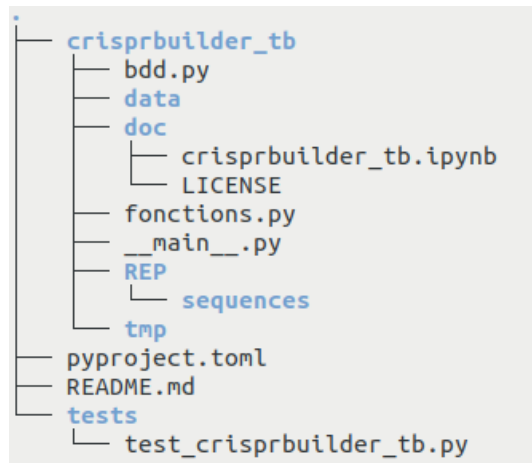 .
├── crisprbuilder_tb
│   ├── bdd.py
│   ├── data
│   ├── doc
│   │   ├── crisprbuilder_tb.ipynb
│   │   └── LICENSE
│   ├── fonctions.py
│   ├── __main__.py
│   ├── REP
│   │   └── sequences
│   └── tmp
├── pyproject.toml
├── README.md
└── tests
    └── test_crisprbuilder_tb.py